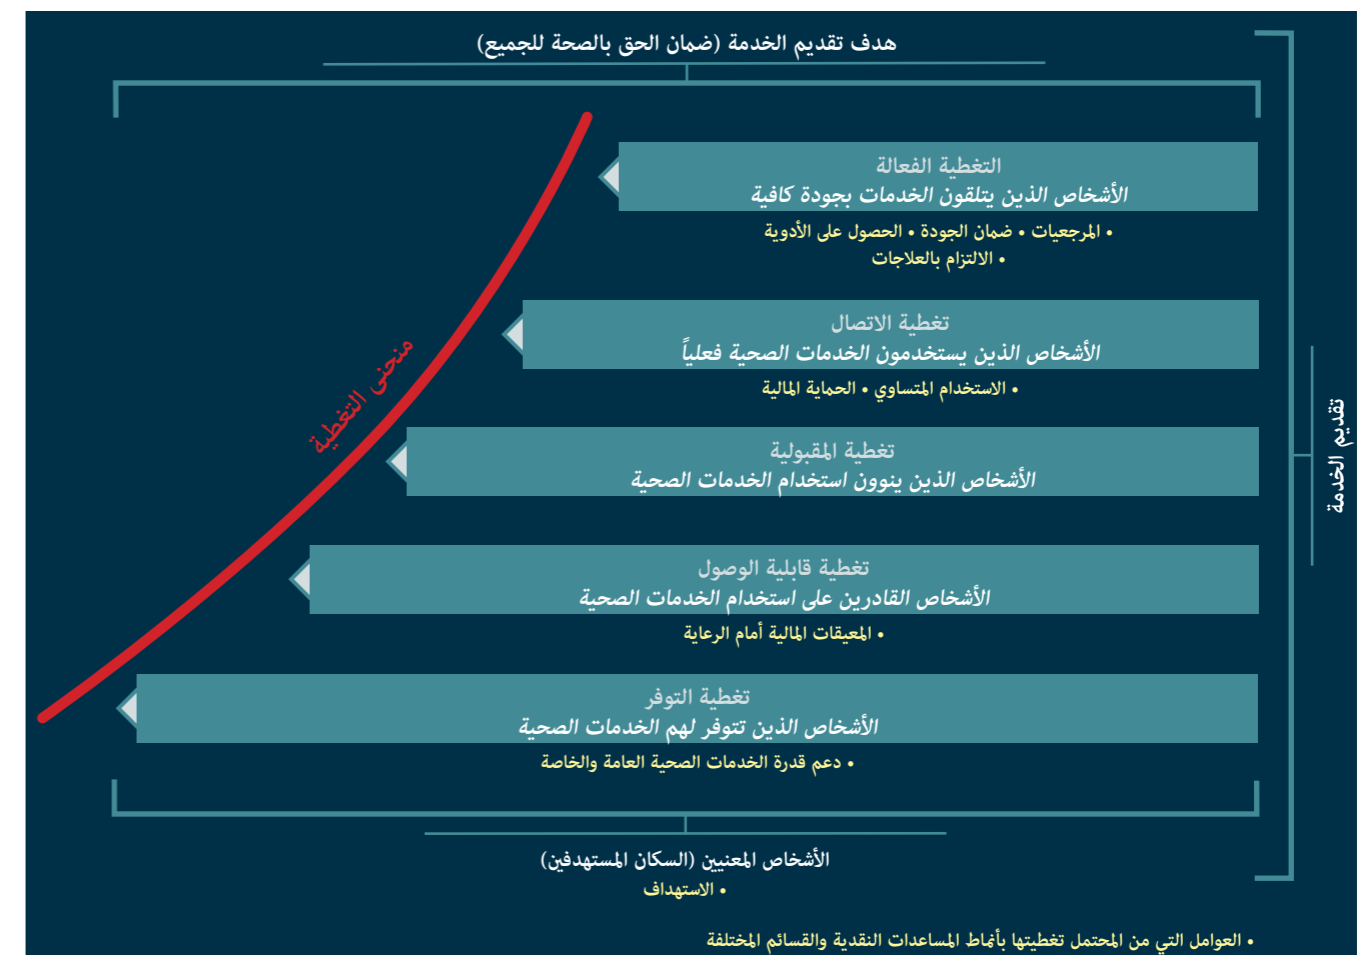 هدف تقديم الخدمة (ضمان الحق بالصحة للجميع)
التغطية الفعالة
الأشخاص الذين يتلقون الخدمات بجودة كافية
• المرجعيات • ضمان الجودة • الحصول على الأدوية
• الالتزام بالعلاجات
تغطية الاتصال
الأشخاص الذين يستخدمون الخدمات الصحية فعلياً
• الاستخدام المتساوي • الحماية المالية
منحنى التغطية
تقديم الخدمة
تغطية المقبولية
الأشخاص الذين ينوون استخدام الخدمات الصحية
تغطية قابلية الوصول
الأشخاص القادرين على استخدام الخدمات الصحية
• المعيقات المالية أمام الرعاية
تغطية التوفر
الأشخاص الذين تتوفر لهم الخدمات الصحية
• دعم قدرة الخدمات الصحية العامة والخاصة
الأشخاص المعنيين (السكان المستهدفين)
• الاستهداف
• العوامل التي من المحتمل تغطيتها بأنماط المساعدات النقدية والقسائم المختلفة